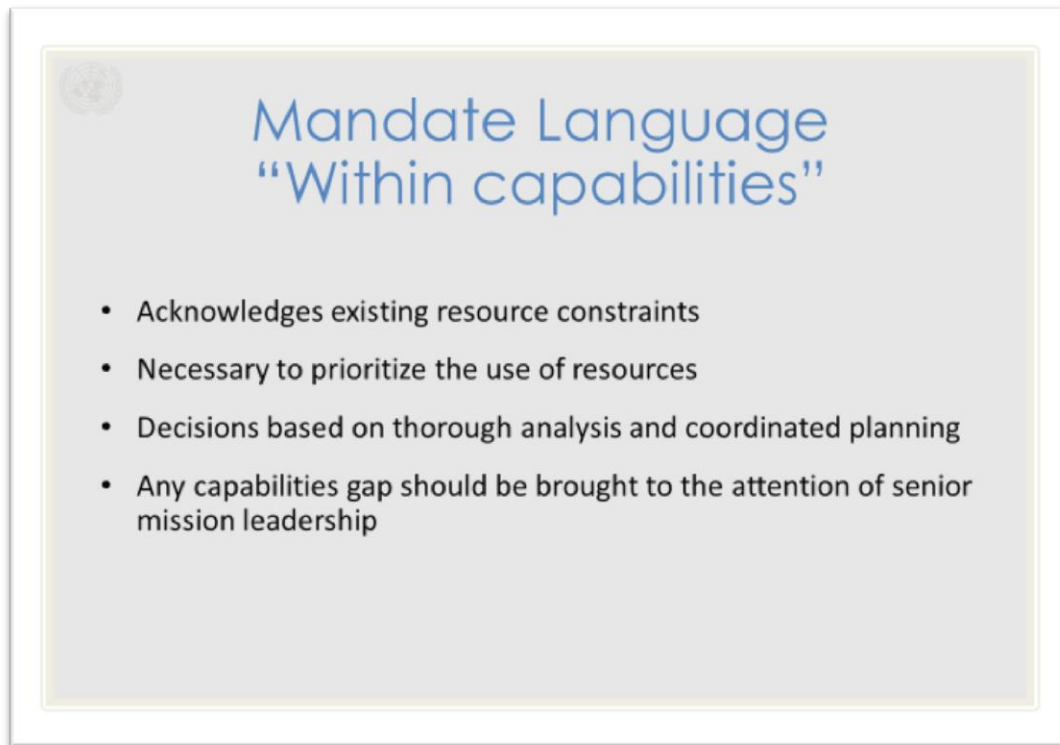 Mandate Language
“Within capabilities”
• Acknowledges existing resource constraints
• Necessary to prioritize the use of resources
• Decisions based on thorough analysis and coordinated planning
• Any capabilities gap should be brought to the attention of senior
mission leadership